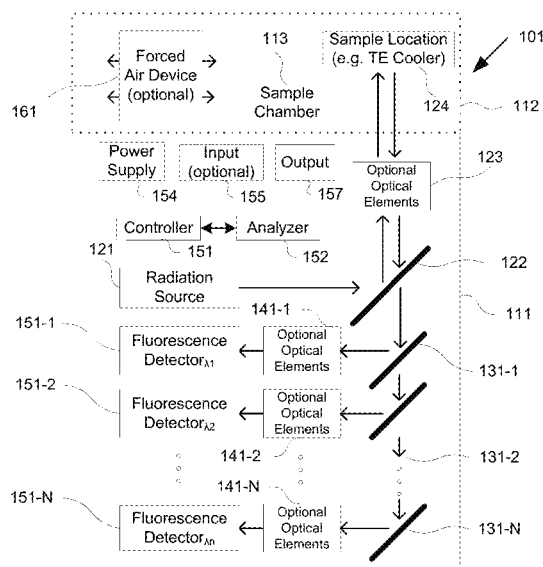 113
Sample Location
(e.g. TE Cooler)
101
Forced
Air Device
(optional)
Sample
Chamber
124
112
161
Power
Supply
Input
(optional)
Output
123
154
155
157
Optional
Optical
Elements
Controller
Analyzer
121
151
152
122
Radiation
Source
141-1
111
151-1
Fluorescence
Detectorλ1
Optional
Optical
Elements
131-1
151-2
Fluorescence
Detectorλ2
Optional
Optical
Elements
141-2
131-2
151-N
141-N
Fluorescence
Detectorλn
Optional
Optical
Elements
131-N